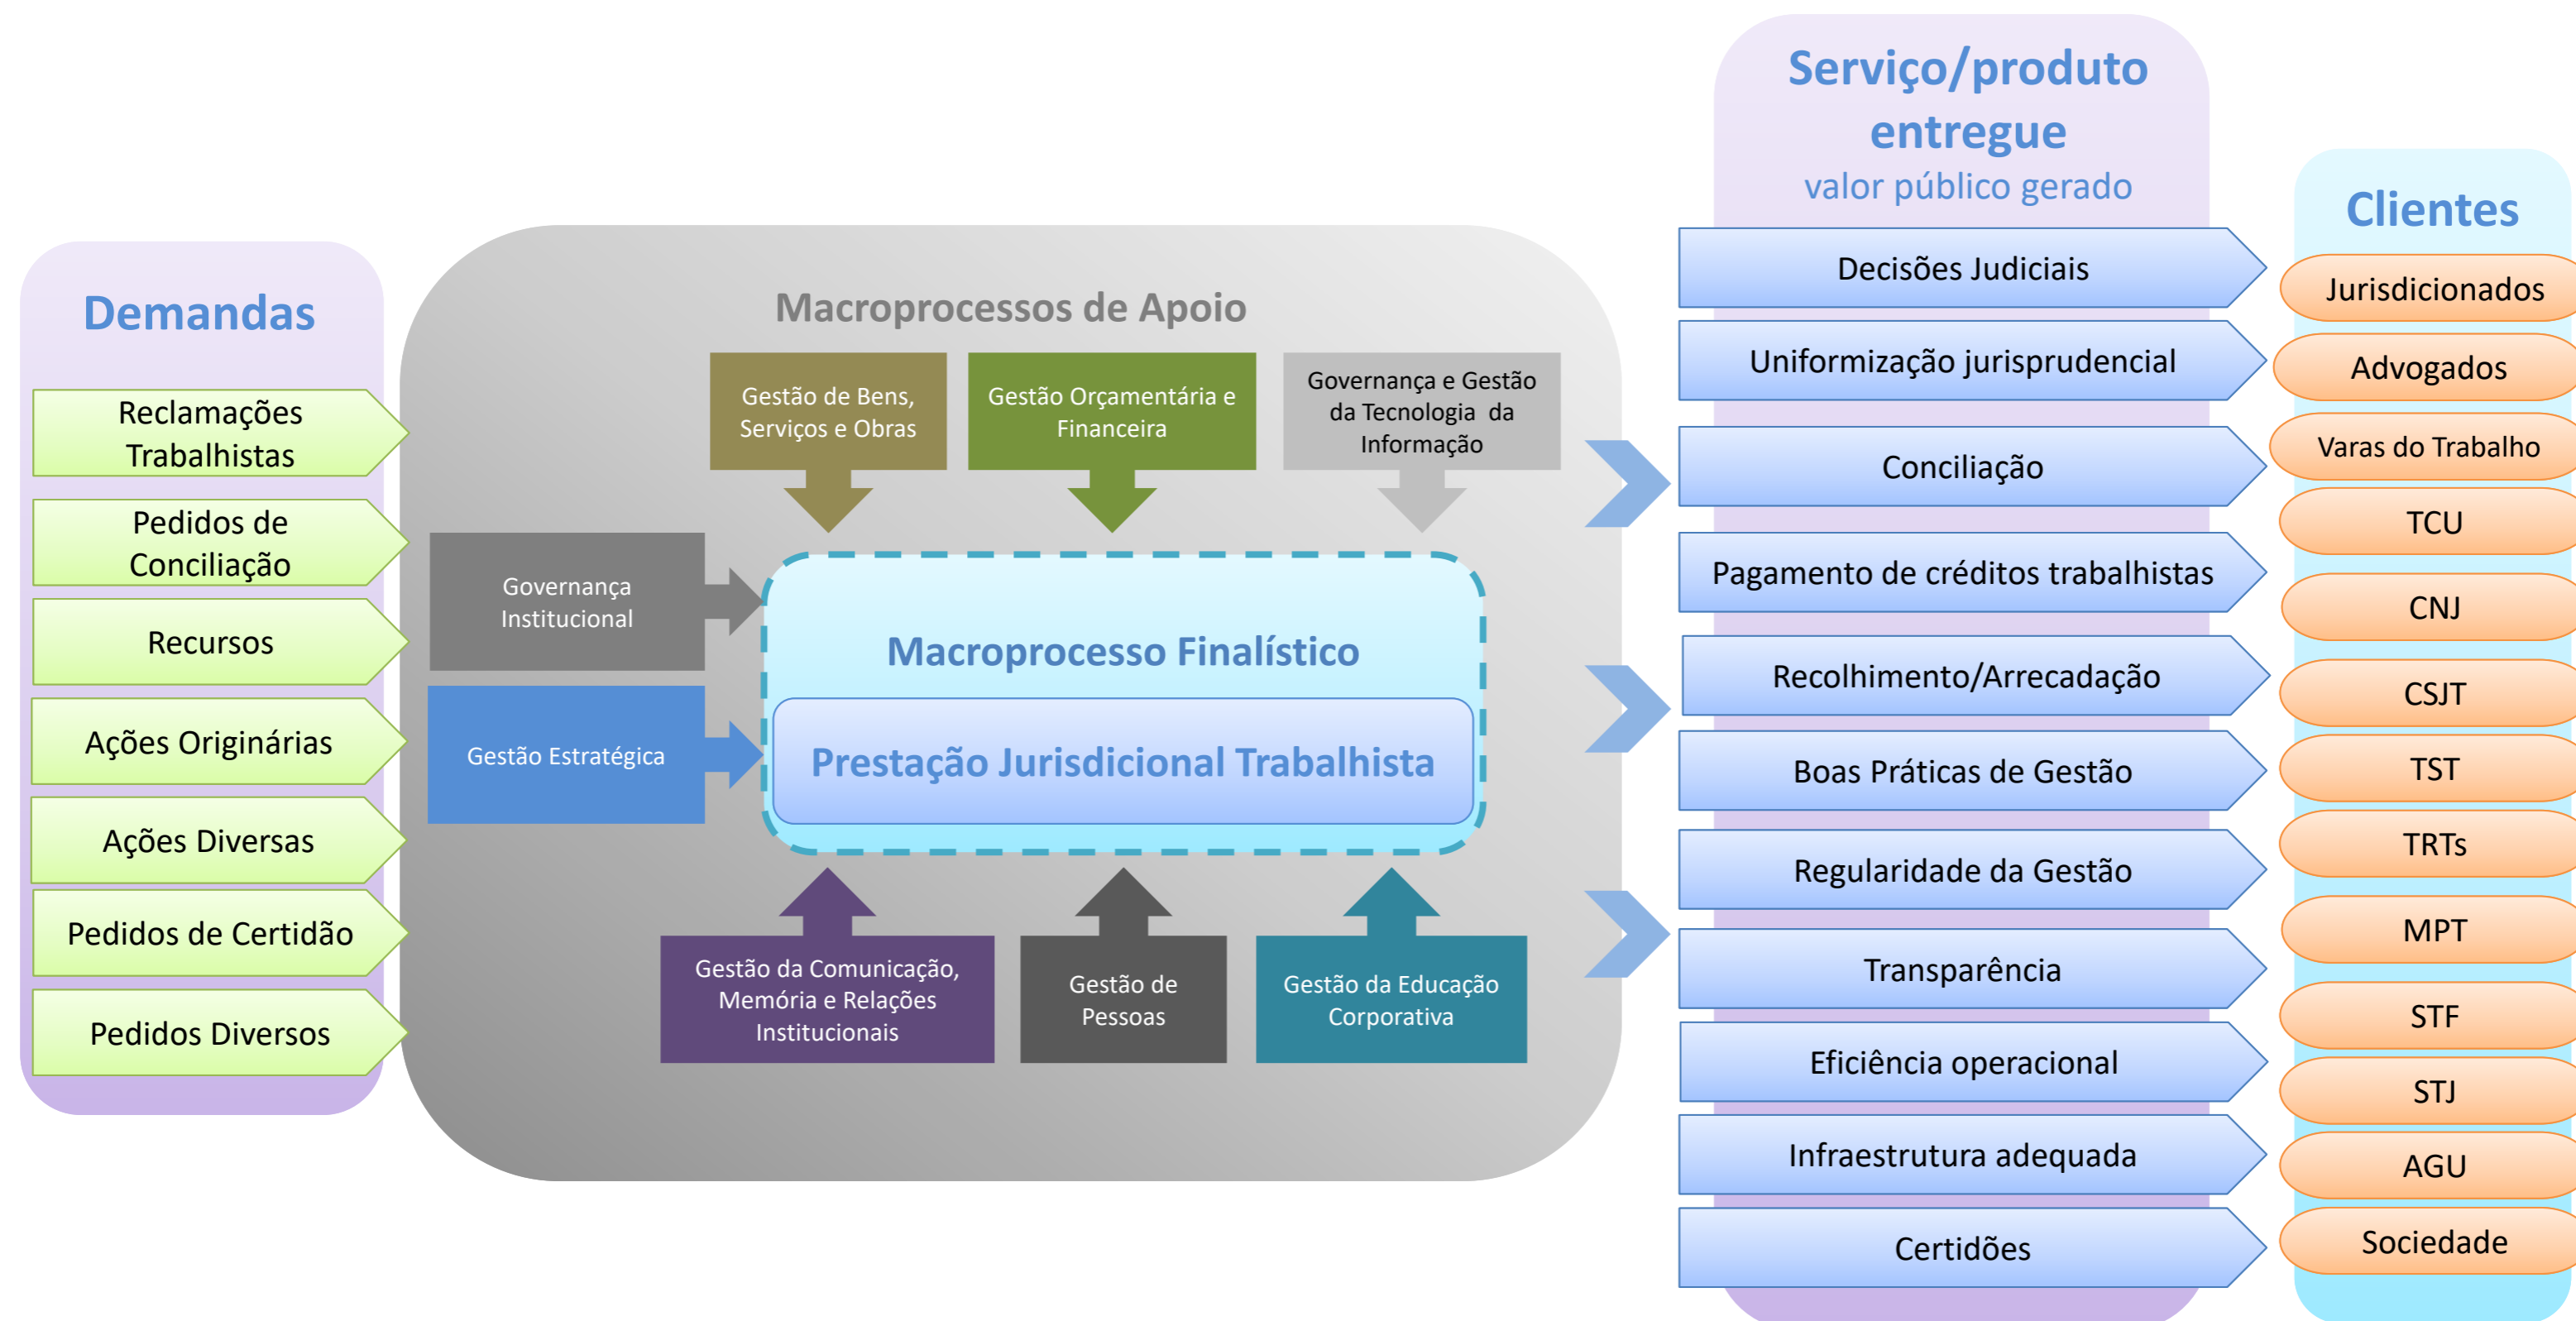 Demandas
Reclamações
Trabalhistas
Pedidos de
Conciliação
Recursos
Ações Originárias
Ações Diversas
Pedidos de Certidão
Pedidos Diversos
Macroprocessos de Apoio
Gestão de Bens,
Serviços e Obras
Gestão Orçamentária e
Financeira
Governança e Gestão
da Tecnologia da
Informação
Governança
Institucional
Gestão Estratégica
Macroprocesso Finalístico
Prestação Jurisdicional Trabalhista
Gestão da Comunicação,
Memória e Relações
Institucionais
Gestão de
Pessoas
Gestão da Educação
Corporativa
Serviço/produto
entregue
valor público gerado
Decisões Judiciais
Uniformização jurisprudencial
Conciliação
Pagamento de créditos trabalhistas
Recolhimento/Arrecadação
Boas Práticas de Gestão
Regularidade da Gestão
Transparência
Eficiência operacional
Infraestrutura adequada
Certidões
Clientes
Jurisdicionados
Advogados
Varas do Trabalho
TCU
CNJ
CSJT
TST
TRTs
MPT
STF
STJ
AGU
Sociedade